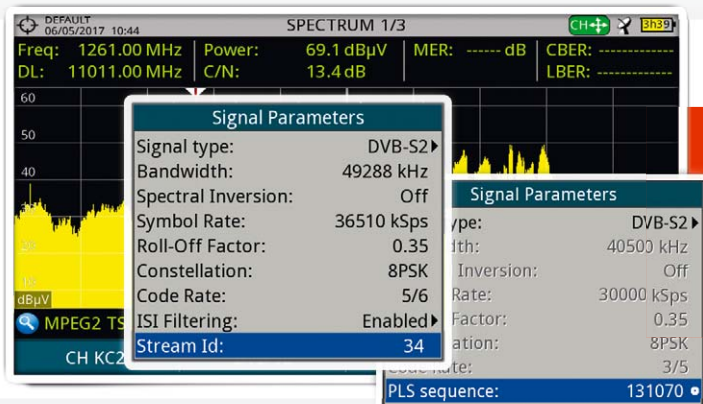 DEFAULT
06/05/2017 10:44
SPECTRUM 1/3
CH
3h39
Freq: 1261.00 MHz Power: 69.1 dBµV MER: ------ dB CBER: -------------
DL: 11011.00 MHz C/N: 13.4 dB LBER: -------------
60
50
40
dBµV
MPEG2 TS
CH KC2
Signal Parameters
Signal type: DVB-S2
Bandwidth: 49288 kHz
Spectral Inversion: Off
Symbol Rate: 36510 kSps
Roll-Off Factor: 0.35
Constellation: 8PSK
Code Rate: 5/6
ISI Filtering: Enabled
Stream Id: 34
Signal Parameters
ype: DVB-S2
dth: 40500 kHz
Inversion: Off
Rate: 30000 kSps
Factor: 0.35
ation: 8PSK
Code Rate: 3/5
PLS sequence: 131070